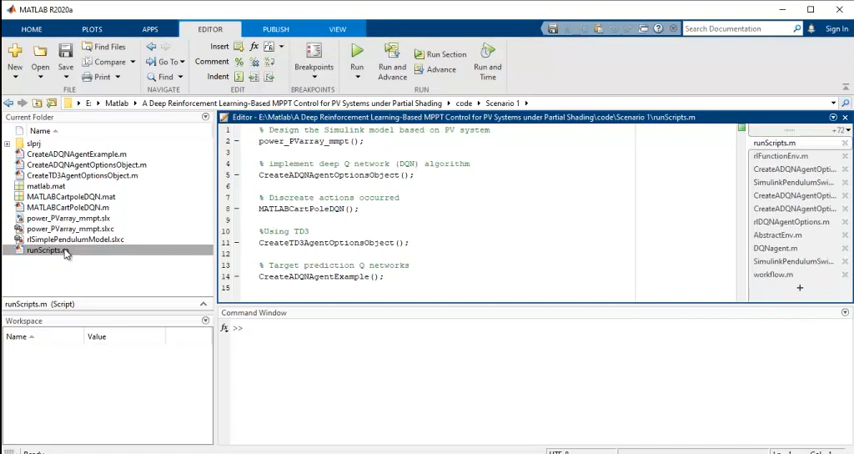 MATLAB R2020a
HOME PLOTS APPS EDITOR PUBLISH VIEW
Search Documentation
Sign In
New Open Save
Find Files
Compare
Print
FILE
Go To
Find
NAVIGATE
Insert
Comment
Indent
EDIT
Breakpoints
BREAKPOINTS
Run
Run and Advance
Run Section
Advance
Run and Time
RUN
E: Matlab A Deep Reinforcement Learning-Based MPPT Control for PV Systems under Partial Shading code Scenario 1
Current Folder
Name
slprj
CreateADQNAgentExample.m
CreateADQNAgentOptionsObject.m
CreateTD3AgentOptionsObject.m
matlab.mat
MATLABCartpoleDQN.mat
MATLABCartPoleDQN.m
power_PVarray_mmpt.slx
power_PVarray_mmpt.slxc
rlSimplePendulumModel.slxc
runScripts.m
runScripts.m (Script)
Workspace
Name Value
Editor - E:\Matlab\A Deep Reinforcement Learning-Based MPPT Control for PV Systems under Partial Shading\code\Scenario 1\runScripts.m
1 % Design the Simulink model based on PV system
2 power_PVarray_mmpt();
3
4 % implement deep Q network (DQN) algorithm
5 CreateADQNAgentOptionsObject();
6
7 % Discreate actions occurred
8 MATLABCartPoleDQN();
9
10 %Using TD3
11 CreateTD3AgentOptionsObject();
12
13 % Target prediction Q networks
14 CreateADQNAgentExample();
15
+72
runScripts.m
rlFunctionEnv.m
CreateADQNAgent...
SimulinkPendulumSwi...
CreateADQNAgentOpti...
rlDQNAgentOptions.m
AbstractEnv.m
DQNagent.m
SimulinkPendulumSwi...
workflow.m
Command Window
fx >>